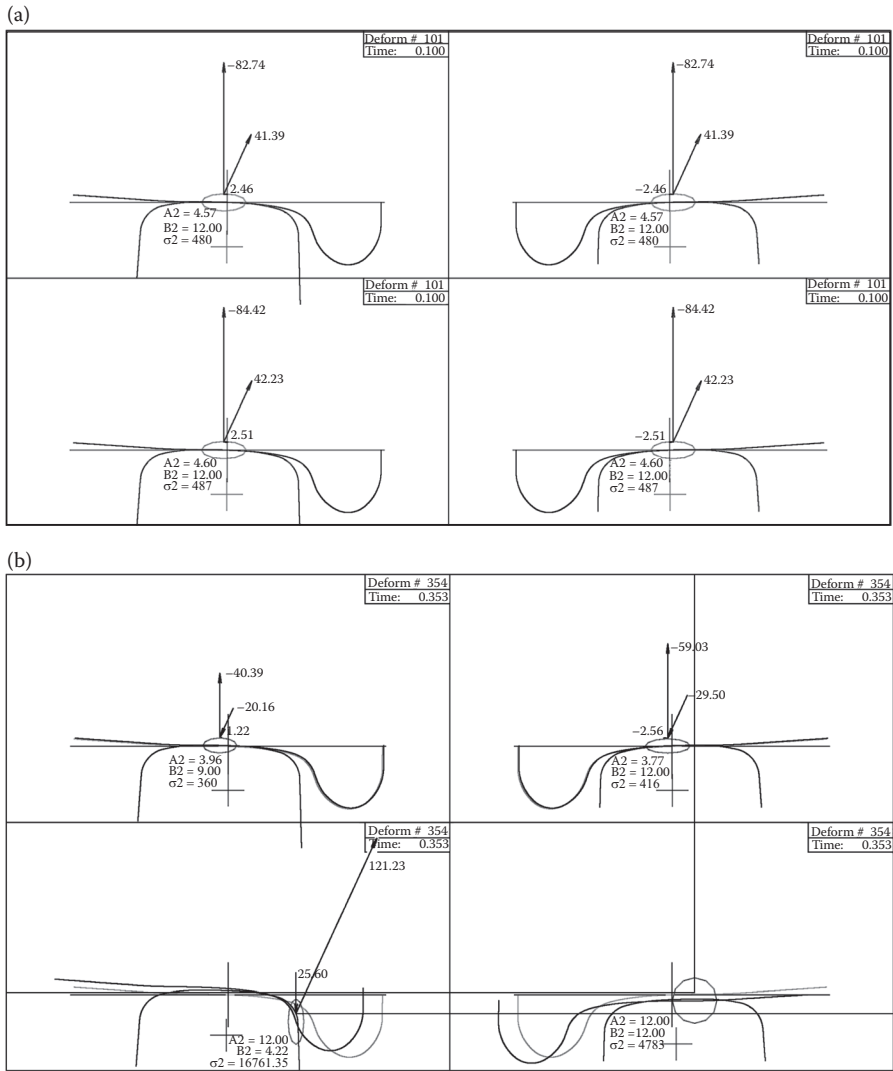 (a)
Deform # 101
Time: 0.100
−82.74
41.39
2.46
A2 = 4.57
B2 = 12.00
σ2 = 480
Deform # 101
Time: 0.100
−82.74
41.39
−2.46
A2 = 4.57
B2 = 12.00
σ2 = 480
Deform # 101
Time: 0.100
−84.42
42.23
2.51
A2 = 4.60
B2 = 12.00
σ2 = 487
Deform # 101
Time: 0.100
−84.42
42.23
−2.51
A2 = 4.60
B2 = 12.00
σ2 = 487
(b)
Deform # 354
Time: 0.353
−40.39
−20.16
1.22
A2 = 3.96
B2 = 9.00
σ2 = 360
Deform # 354
Time: 0.353
−59.03
−29.50
−2.56
A2 = 3.77
B2 = 12.00
σ2 = 416
Deform # 354
Time: 0.353
121.23
25.60
A2 = 12.00
B2 = 4.22
σ2 = 16761.35
Deform # 354
Time: 0.353
A2 = 12.00
B2 = 12.00
σ2 = 4783